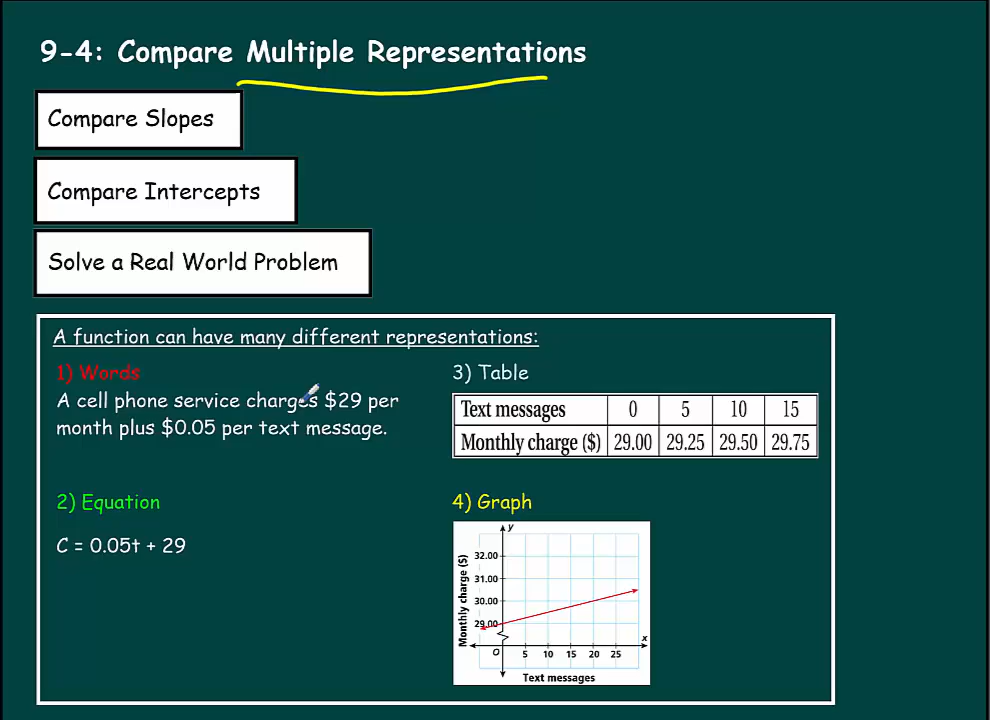 9-4: Compare Multiple Representations
Compare Slopes
Compare Intercepts
Solve a Real World Problem
A function can have many different representations:
1) Words
A cell phone service charges $29 per
month plus $0.05 per text message.
2) Equation
C = 0.05t + 29
3) Table
Text messages 0 5 10 15
Monthly charge ($) 29.00 29.25 29.50 29.75
4) Graph
y
Monthly charge ($)
32.00
31.00
30.00
29.00
x
O 5 10 15 20 25
Text messages